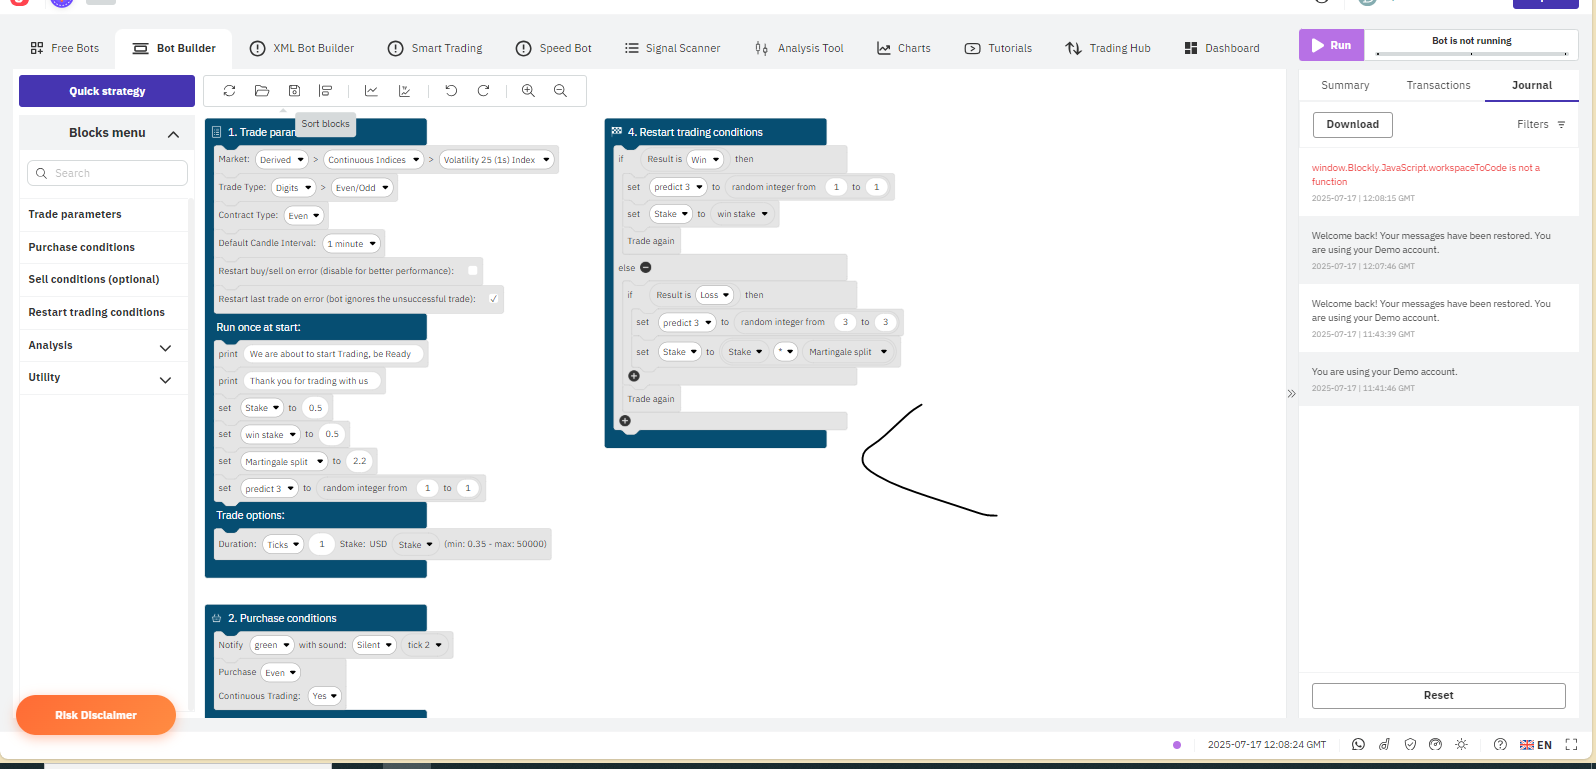 Free Bots
Bot Builder
XML Bot Builder
Smart Trading
Speed Bot
Signal Scanner
Analysis Tool
Charts
Tutorials
Trading Hub
Dashboard
Run
Bot is not running
Quick strategy
Blocks menu
Search
Trade parameters
Purchase conditions
Sell conditions (optional)
Restart trading conditions
Analysis
Utility
Risk Disclaimer
Sort blocks
1. Trade para
Market: Derived > Continuous Indices > Volatility 25 (1s) Index
Trade Type: Digits > Even/Odd
Contract Type: Even
Default Candle Interval: 1 minute
Restart buy/sell on error (disable for better performance):
Restart last trade on error (bot ignores the unsuccessful trade): ✓
Run once at start:
print We are about to start Trading, be Ready
print Thank you for trading with us
set Stake to 0.5
set win stake to 0.5
set Martingale split to 2.2
set predict 3 to random integer from 1 to 1
Trade options:
Duration: Ticks 1 Stake: USD Stake (min: 0.35 - max: 50000)
2. Purchase conditions
Notify green with sound: Silent tick 2
Purchase Even
Continuous Trading: Yes
4. Restart trading conditions
if Result is Win then
set predict 3 to random integer from 1 to 1
set Stake to win stake
Trade again
else
if Result is Loss then
set predict 3 to random integer from 3 to 3
set Stake to Stake * Martingale split
Trade again
Summary
Transactions
Journal
Download
Filters
window.Blockly.JavaScript.workspaceToCode is not a
function
2025-07-17 | 12:08:15 GMT
Welcome back! Your messages have been restored. You
are using your Demo account.
2025-07-17 | 12:07:46 GMT
Welcome back! Your messages have been restored. You
are using your Demo account.
2025-07-17 | 11:43:39 GMT
You are using your Demo account.
2025-07-17 | 11:41:46 GMT
Reset
2025-07-17 12:08:24 GMT
EN